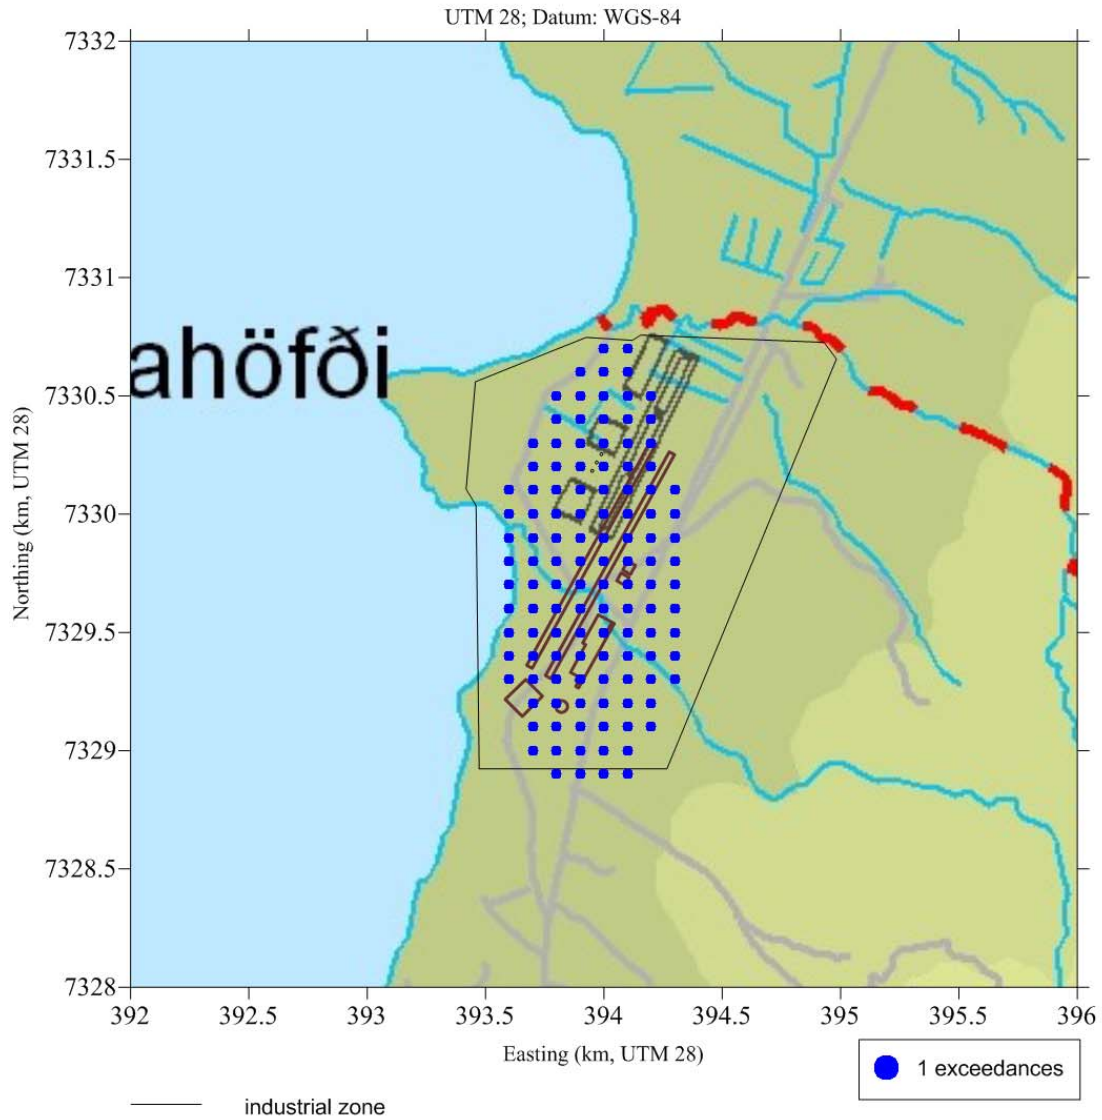 UTM 28; Datum: WGS-84
7332
7331.5
7331
7330.5
7330
7329.5
7329
7328.5
7328
Northing (km, UTM 28)
ahöfði
392 392.5 393 393.5 394 394.5 395 395.5 396
Easting (km, UTM 28)
1 exceedances
industrial zone